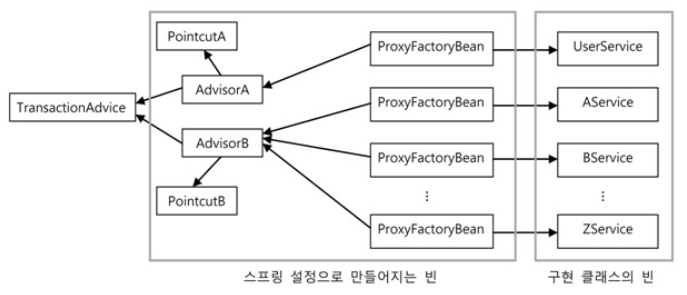 PointcutA
ProxyFactoryBean
UserService
AdvisorA
TransactionAdvice
ProxyFactoryBean
AService
AdvisorB
ProxyFactoryBean
BService
PointcutB
⋮
⋮
ProxyFactoryBean
ZService
스프링 설정으로 만들어지는 빈
구현 클래스의 빈